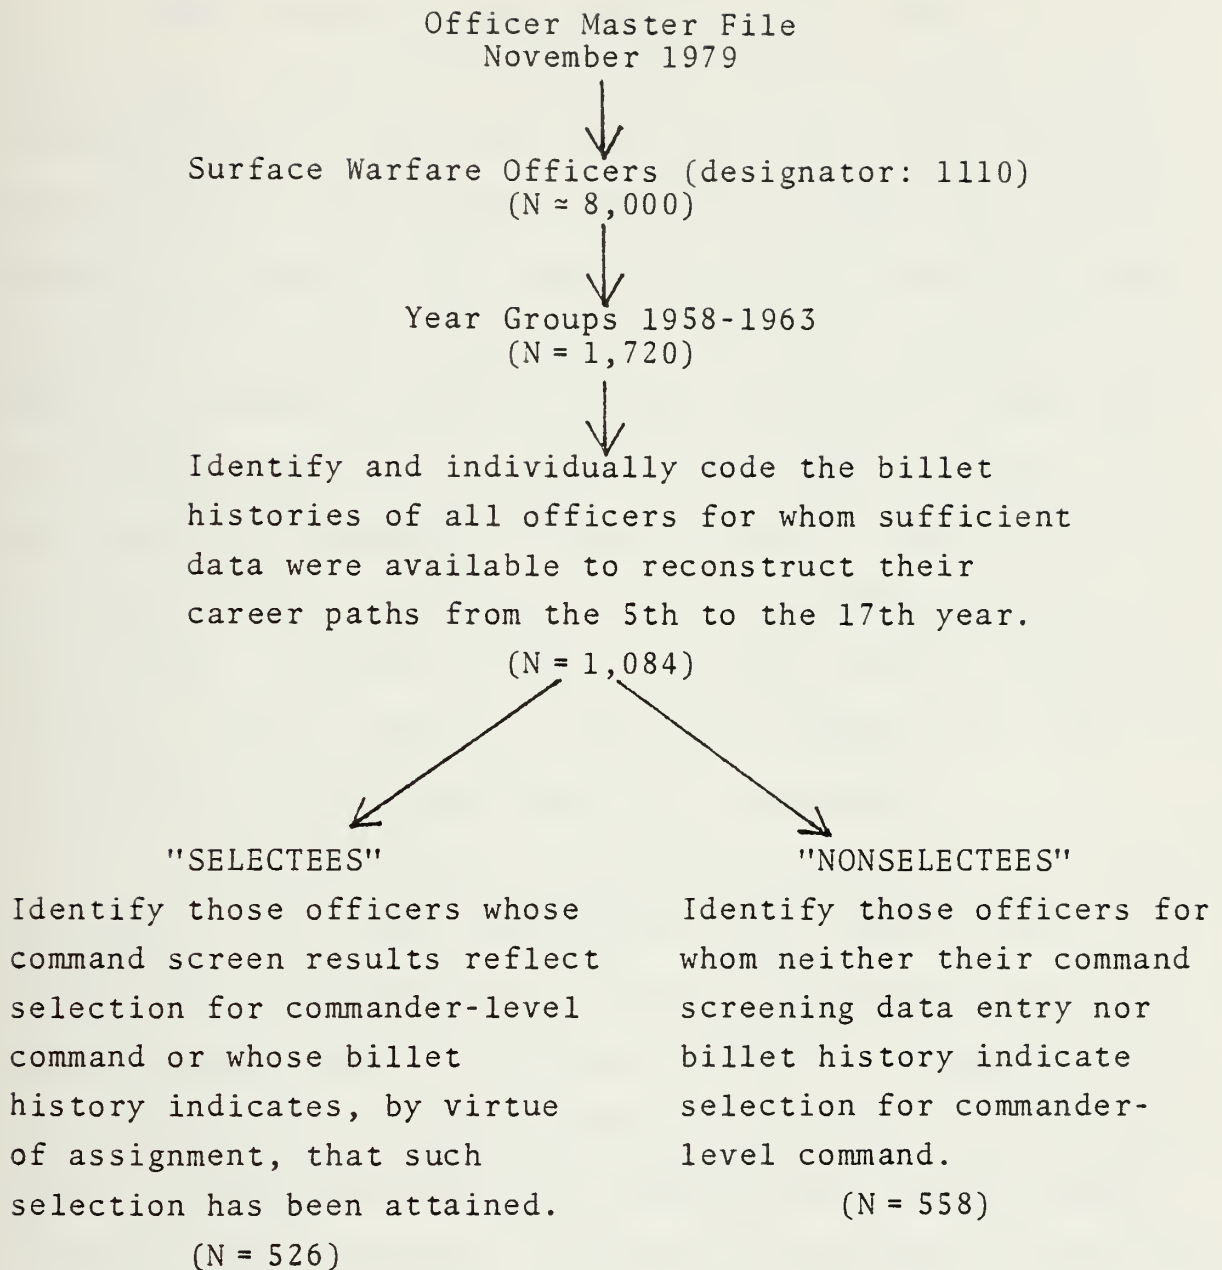 Officer Master File
November 1979
Surface Warfare Officers (designator: 1110)
(N ≃ 8,000)
Year Groups 1958-1963
(N = 1,720)
Identify and individually code the billet
histories of all officers for whom sufficient
data were available to reconstruct their
career paths from the 5th to the 17th year.
(N = 1,084)
"SELECTEES"
Identify those officers whose
command screen results reflect
selection for commander-level
command or whose billet
history indicates, by virtue
of assignment, that such
selection has been attained.
(N = 526)
"NONSELECTEES"
Identify those officers for
whom neither their command
screening data entry nor
billet history indicate
selection for commander-
level command.
(N = 558)